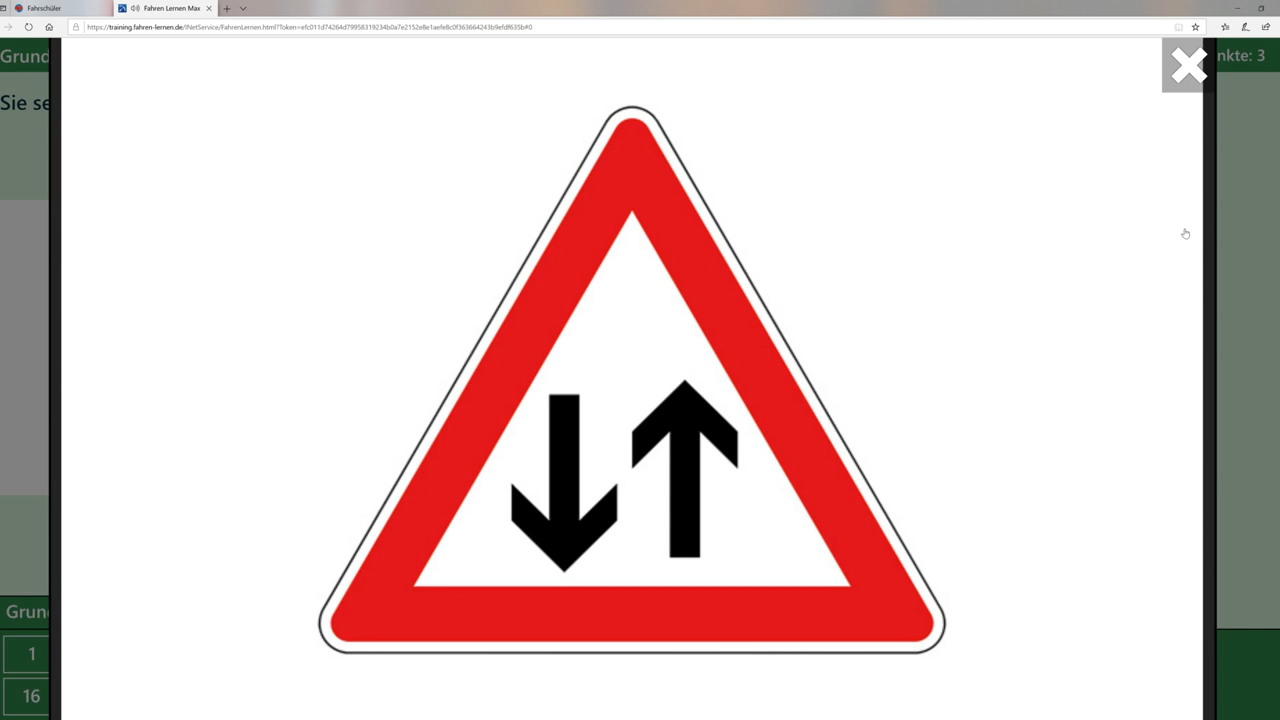 Fahrschüler
Fahren Lernen Max
https://training.fahren-lernen.de/INetService/FahrenLernen.html?Token=efc011d74264d79958319234b0a7e2152e8e1aefe8c0f363664243b9efdf635b#0
Grund
nkte: 3
Sie se
Grun
1
16